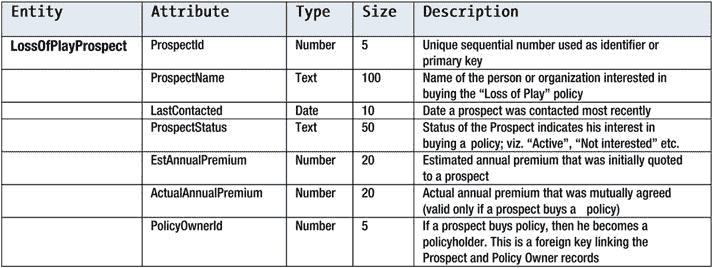 Entity Attribute Type Size Description
LossOfPlayProspect ProspectId Number 5 Unique sequential number used as identifier or
primary key
ProspectName Text 100 Name of the person or organization interested in
buying the “Loss of Play” policy
LastContacted Date 10 Date a prospect was contacted most recently
ProspectStatus Text 50 Status of the Prospect indicates his interest in
buying a policy; viz. “Active”, “Not interested” etc.
EstAnnualPremium Number 20 Estimated annual premium that was initially quoted
to a prospect
ActualAnnualPremium Number 20 Actual annual premium that was mutually agreed
(valid only if a prospect buys a policy)
PolicyOwnerId Number 5 If a prospect buys policy, then he becomes a
policyholder. This is a foreign key linking the
Prospect and Policy Owner records